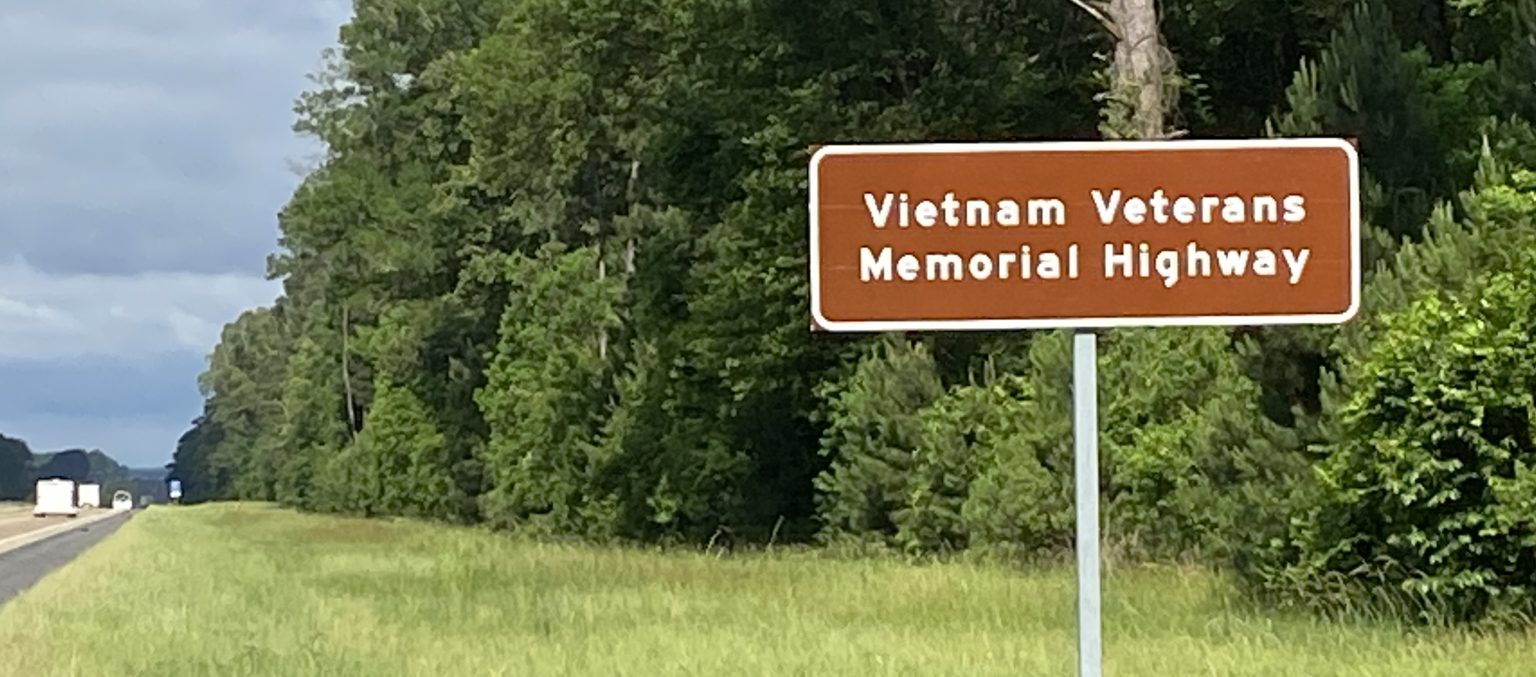 Vietnam Veterans
Memorial Highway